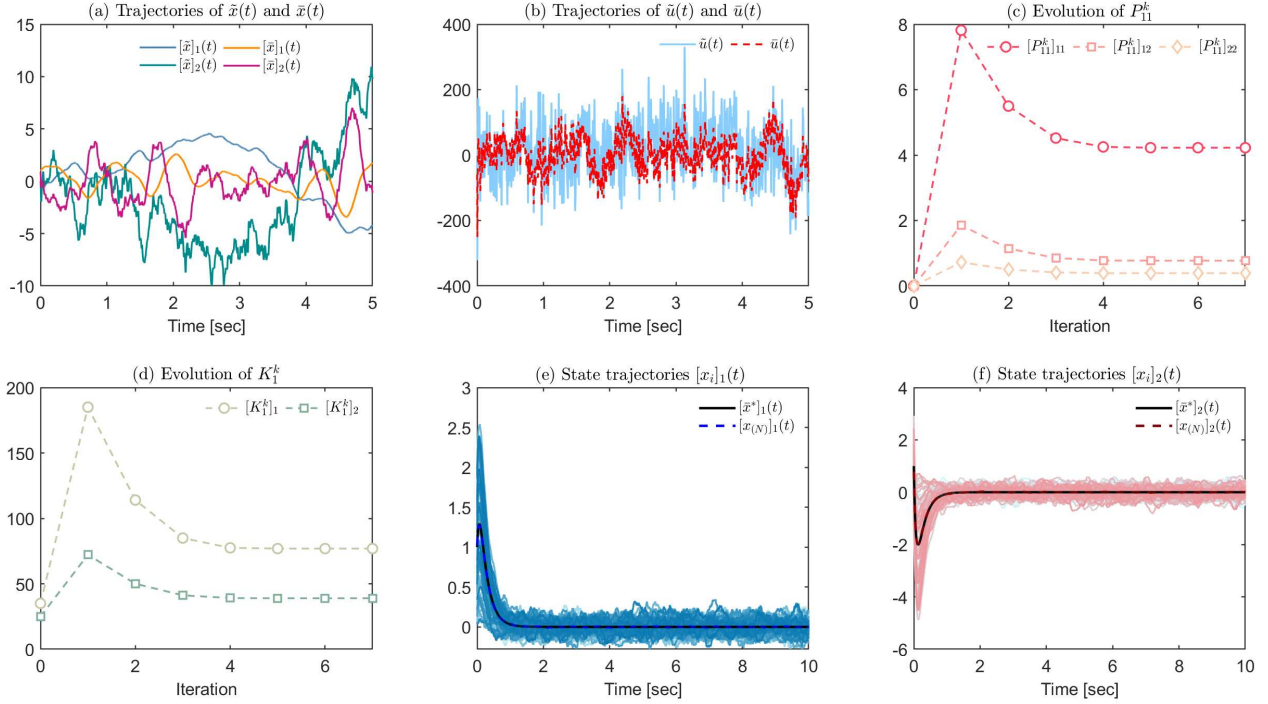 (a) Trajectories of x̃(t) and x̄(t)
[x̃]₁(t) [x̄]₁(t)
[x̃]₂(t) [x̄]₂(t)
15
10
5
0
-5
-10
0 1 2 3 4 5
Time [sec]
(b) Trajectories of ũ(t) and ū(t)
ũ(t) ū(t)
400
200
0
-200
-400
0 1 2 3 4 5
Time [sec]
(c) Evolution of P₁₁ᵏ
[P₁₁ᵏ]₁₁ [P₁₁ᵏ]₁₂ [P₁₁ᵏ]₂₂
8
6
4
2
0
0 2 4 6
Iteration
(d) Evolution of K₁ᵏ
[K₁ᵏ]₁ [K₁ᵏ]₂
200
150
100
50
0
0 2 4 6
Iteration
(e) State trajectories [xᵢ]₁(t)
[x̄*]₁(t)
[x₍N₎]₁(t)
3
2.5
2
1.5
1
0.5
0
0 2 4 6 8 10
Time [sec]
(f) State trajectories [xᵢ]₂(t)
[x̄*]₂(t)
[x₍N₎]₂(t)
4
2
0
-2
-4
-6
0 2 4 6 8 10
Time [sec]